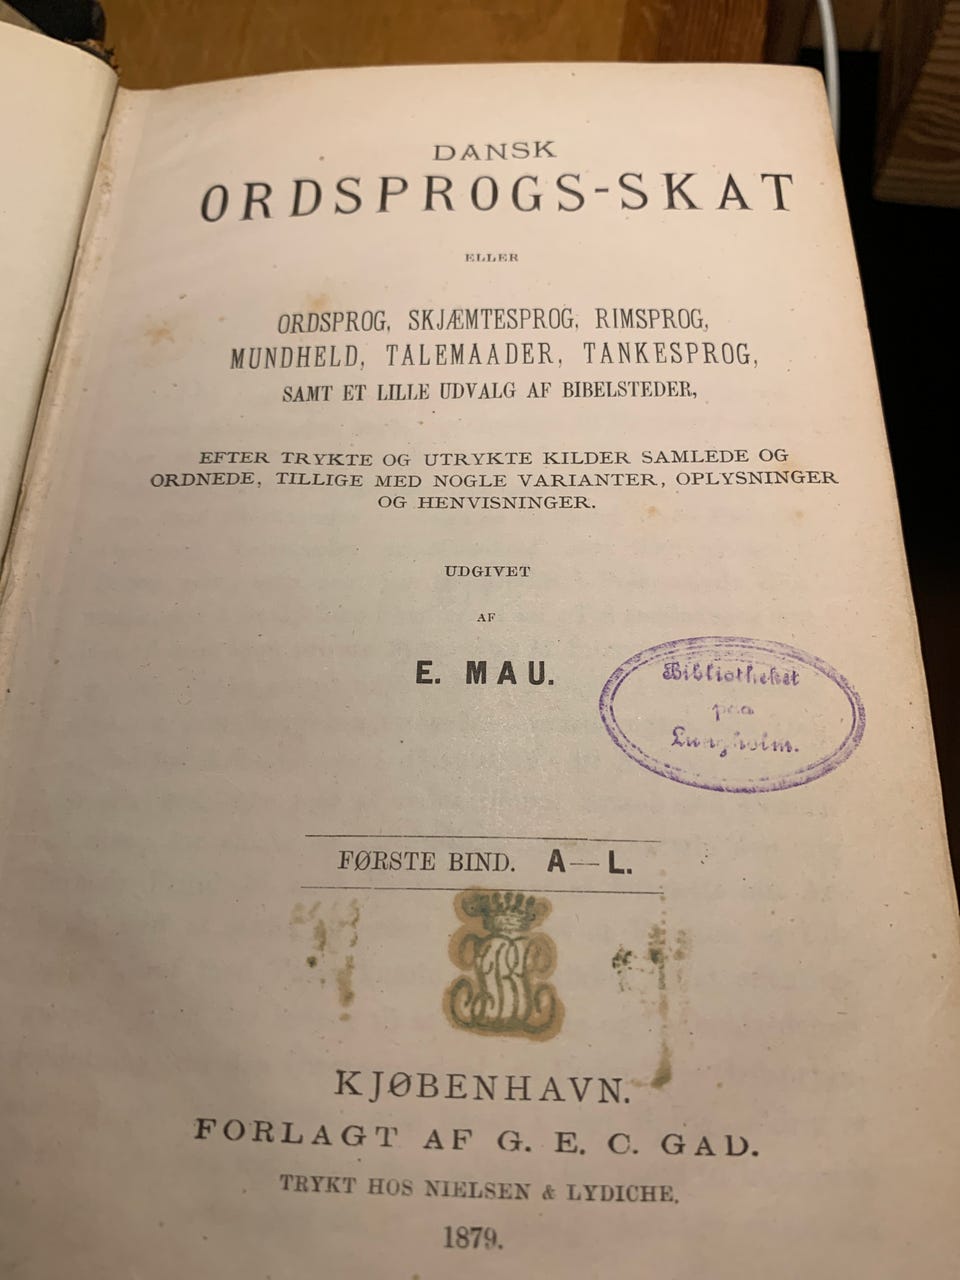 DANSK
ORDSPROGS-SKAT
ELLER
ORDSPROG, SKJÆMTESPROG, RIMSPROG,
MUNDHELD, TALEMAADER, TANKESPROG,
SAMT ET LILLE UDVALG AF BIBELSTEDER,
EFTER TRYKTE OG UTRYKTE KILDER SAMLEDE OG
ORDNEDE, TILLIGE MED NOGLE VARIANTER, OPLYSNINGER
OG HENVISNINGER.
UDGIVET
AF
E. MAU.
Bibliotheket
paa
Lungholm.
FØRSTE BIND. A—L.
KJØBENHAVN.
FORLAGT AF G. E. C. GAD.
TRYKT HOS NIELSEN & LYDICHE.
1879.